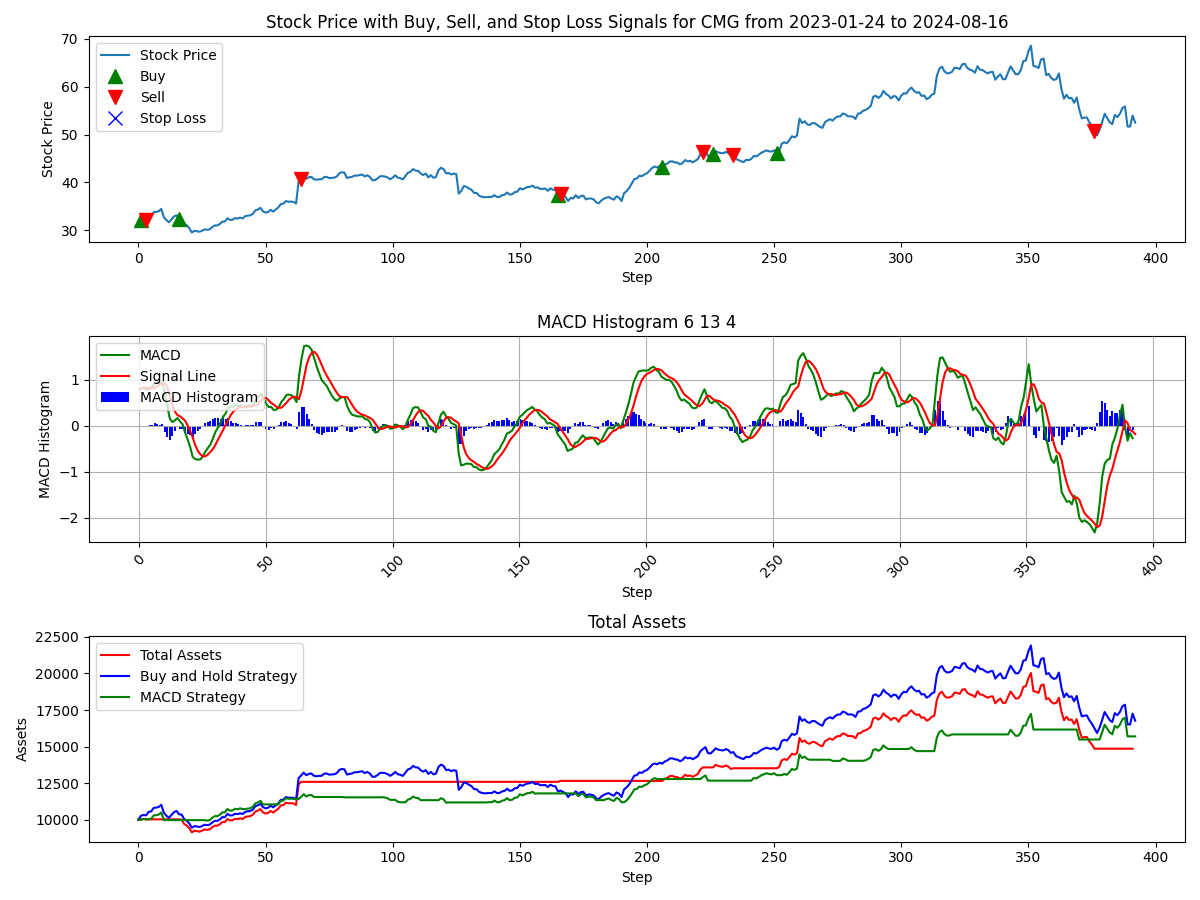 Stock Price with Buy, Sell, and Stop Loss Signals for CMG from 2023-01-24 to 2024-08-16
70
60
50
40
30
Stock Price
Stock Price
Buy
Sell
Stop Loss
0 50 100 150 200 250 300 350 400
Step
MACD Histogram 6 13 4
1
0
−1
−2
MACD Histogram
MACD
Signal Line
MACD Histogram
0 50 100 150 200 250 300 350 400
Step
Total Assets
22500
20000
17500
15000
12500
10000
Assets
Total Assets
Buy and Hold Strategy
MACD Strategy
0 50 100 150 200 250 300 350 400
Step